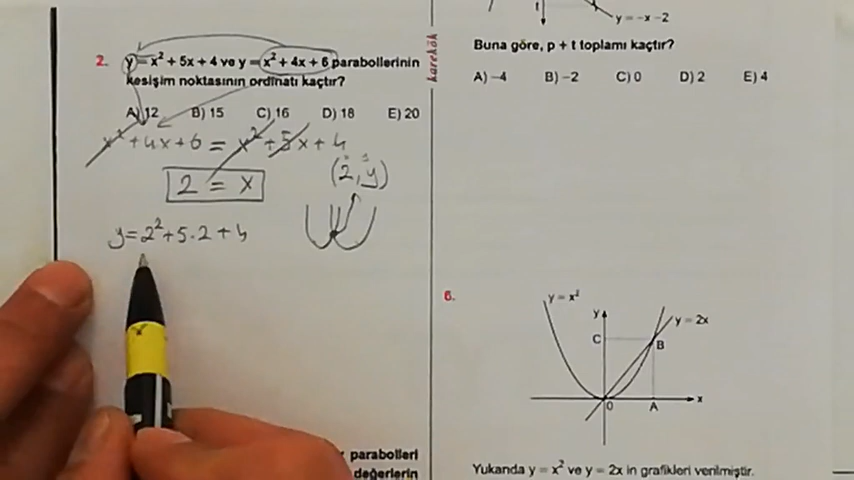 2. y = x² + 5x + 4 ve y = x² + 4x + 6 parabollerinin
kesişim noktasının ordinatı kaçtır?
A) 12 B) 15 C) 16 D) 18 E) 20
x² + 4x + 6 = x² + 5x + 4
2 = x
(2, y)
y = 2² + 5.2 + 4
parabolleri
değerlerin
karekök
t
y = -x - 2
Buna göre, p + t toplamı kaçtır?
A) -4 B) -2 C) 0 D) 2 E) 4
6.
y = x²
y
y = 2x
C
B
0
A
x
Yukarıda y = x² ve y = 2x in grafikleri verilmiştir.